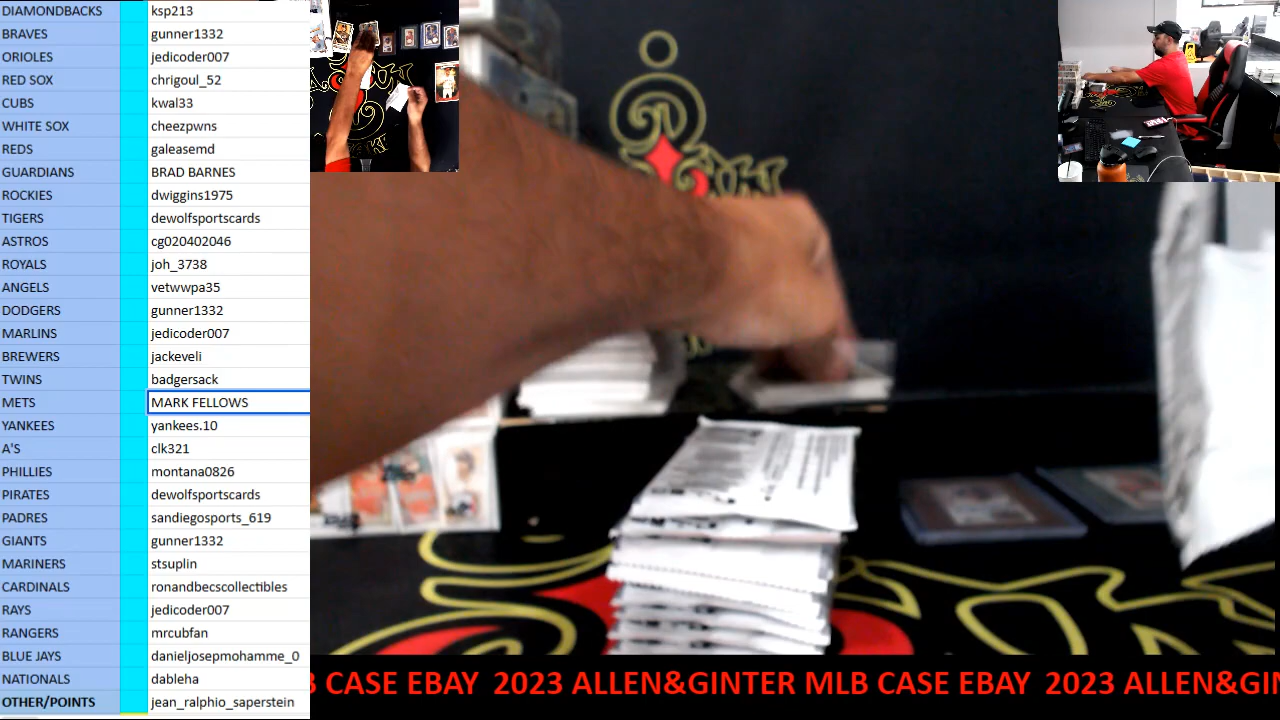 DIAMONDBACKS ksp213
BRAVES gunner1332
ORIOLES jedicoder007
RED SOX chrigoul_52
CUBS kwal33
WHITE SOX cheezpwns
REDS galeasemd
GUARDIANS BRAD BARNES
ROCKIES dwiggins1975
TIGERS dewolfsportscards
ASTROS cg020402046
ROYALS joh_3738
ANGELS vetwwpa35
DODGERS gunner1332
MARLINS jedicoder007
BREWERS jackeveli
TWINS badgersack
METS MARK FELLOWS
YANKEES yankees.10
A'S clk321
PHILLIES montana0826
PIRATES dewolfsportscards
PADRES sandiegosports_619
GIANTS gunner1332
MARINERS stsuplin
CARDINALS ronandbecscollectibles
RAYS jedicoder007
RANGERS mrcubfan
BLUE JAYS danieljosepmohamme_0
NATIONALS dableha
OTHER/POINTS jean_ralphio_saperstein
B CASE EBAY 2023 ALLEN&GINTER MLB CASE EBAY 2023 ALLEN&GIN